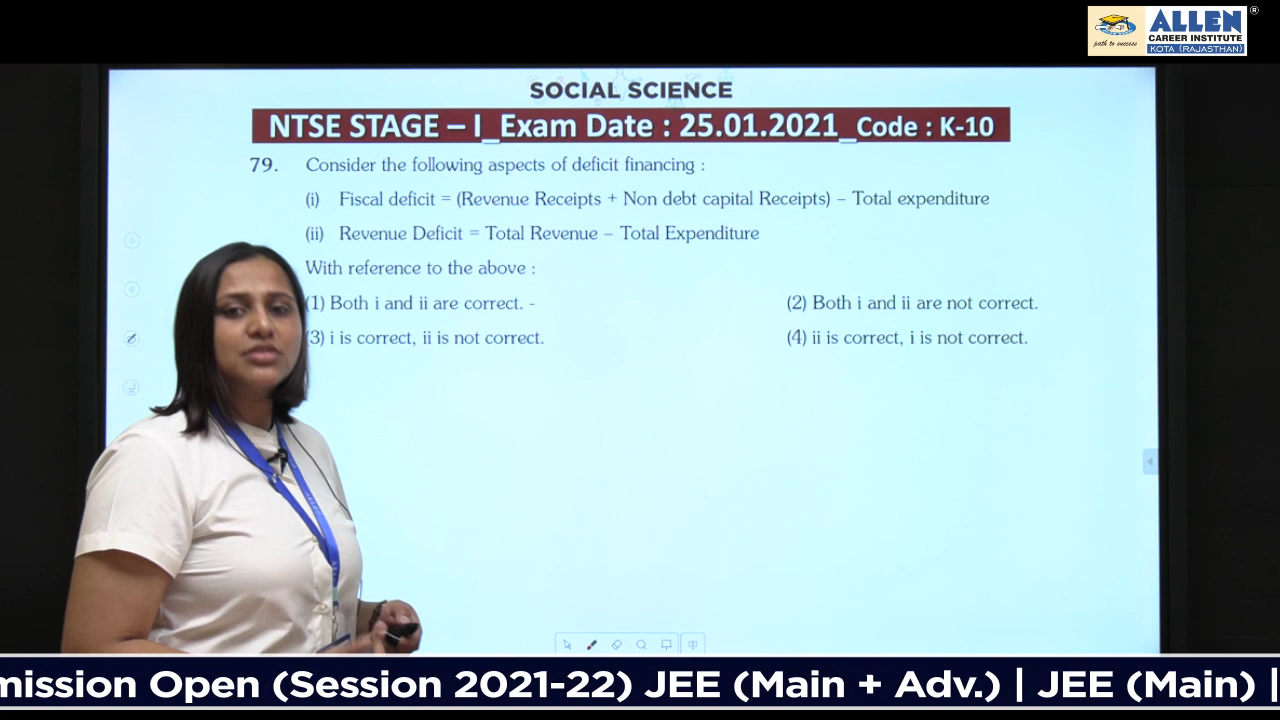 ALLEN
®
path to success
CAREER INSTITUTE
KOTA (RAJASTHAN)
SOCIAL SCIENCE
NTSE STAGE – I_Exam Date : 25.01.2021_Code : K-10
79. Consider the following aspects of deficit financing :
(i) Fiscal deficit = (Revenue Receipts + Non debt capital Receipts) – Total expenditure
(ii) Revenue Deficit = Total Revenue – Total Expenditure
With reference to the above :
(1) Both i and ii are correct. -
(2) Both i and ii are not correct.
(3) i is correct, ii is not correct.
(4) ii is correct, i is not correct.
mission Open (Session 2021-22) JEE (Main + Adv.) | JEE (Main) |